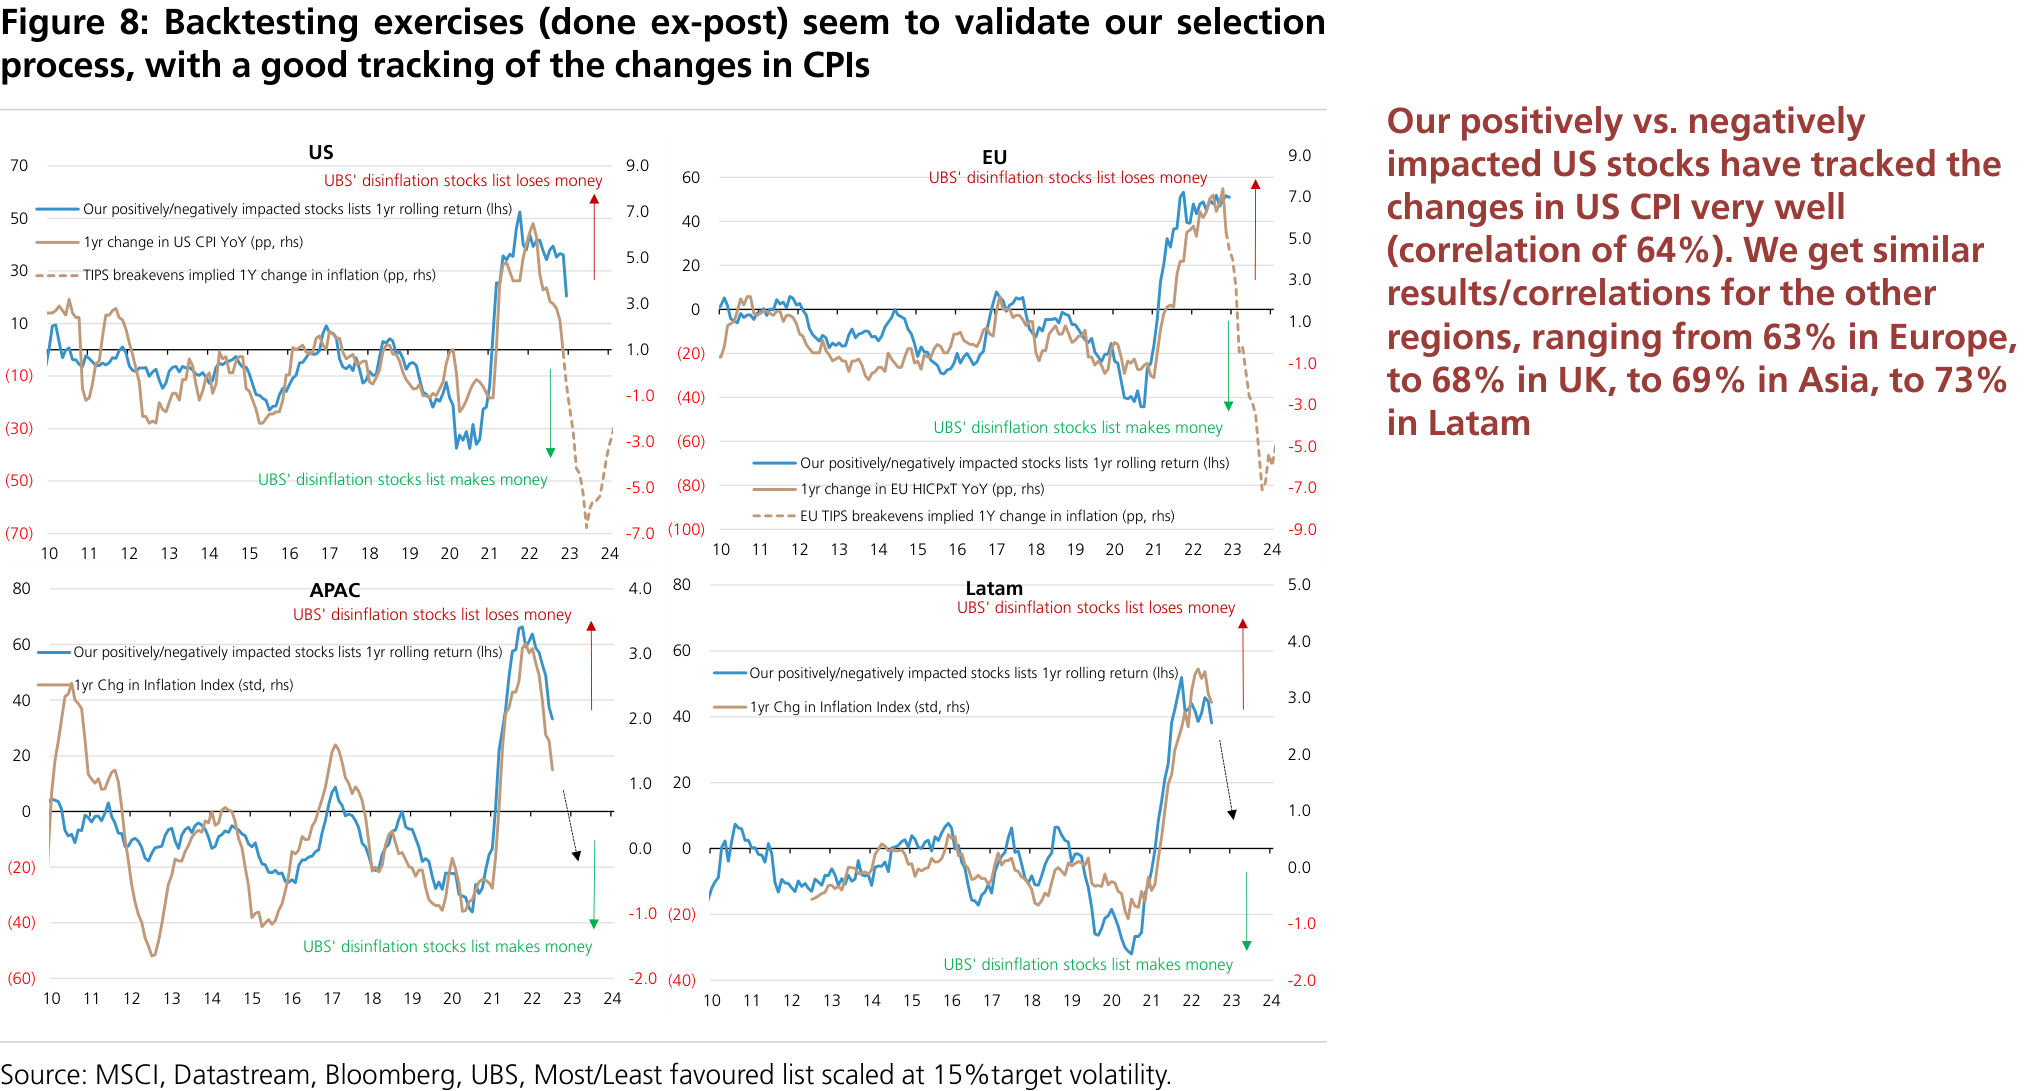 Figure 8: Backtesting exercises (done ex-post) seem to validate our selection
process, with a good tracking of the changes in CPIs
Our positively vs. negatively
impacted US stocks have tracked the
changes in US CPI very well
(correlation of 64%). We get similar
results/correlations for the other
regions, ranging from 63% in Europe,
to 68% in UK, to 69% in Asia, to 73%
in Latam
US
UBS' disinflation stocks list loses money
Our positively/negatively impacted stocks lists 1yr rolling return (lhs)
1yr change in US CPI YoY (pp, rhs)
TIPS breakevens implied 1Y change in inflation (pp, rhs)
UBS' disinflation stocks list makes money
70
50
30
10
(10)
(30)
(50)
(70)
9.0
7.0
5.0
3.0
1.0
-1.0
-3.0
-5.0
-7.0
10 11 12 13 14 15 16 17 18 19 20 21 22 23 24
EU
UBS' disinflation stocks list loses money
UBS' disinflation stocks list makes money
Our positively/negatively impacted stocks lists 1yr rolling return (lhs)
1yr change in EU HICPxT YoY (pp, rhs)
EU TIPS breakevens implied 1Y change in inflation (pp, rhs)
60
40
20
0
(20)
(40)
(60)
(80)
(100)
9.0
7.0
5.0
3.0
1.0
-1.0
-3.0
-5.0
-7.0
-9.0
10 11 12 13 14 15 16 17 18 19 20 21 22 23 24
APAC
UBS' disinflation stocks list loses money
Our positively/negatively impacted stocks lists 1yr rolling return (lhs)
1yr Chg in Inflation Index (std, rhs)
UBS' disinflation stocks list makes money
80
60
40
20
0
(20)
(40)
(60)
4.0
3.0
2.0
1.0
0.0
-1.0
-2.0
10 11 12 13 14 15 16 17 18 19 20 21 22 23 24
Latam
UBS' disinflation stocks list loses money
Our positively/negatively impacted stocks lists 1yr rolling return (lhs)
1yr Chg in Inflation Index (std, rhs)
UBS' disinflation stocks list makes money
80
60
40
20
0
(20)
(40)
5.0
4.0
3.0
2.0
1.0
0.0
-1.0
-2.0
10 11 12 13 14 15 16 17 18 19 20 21 22 23 24
Source: MSCI, Datastream, Bloomberg, UBS, Most/Least favoured list scaled at 15%target volatility.